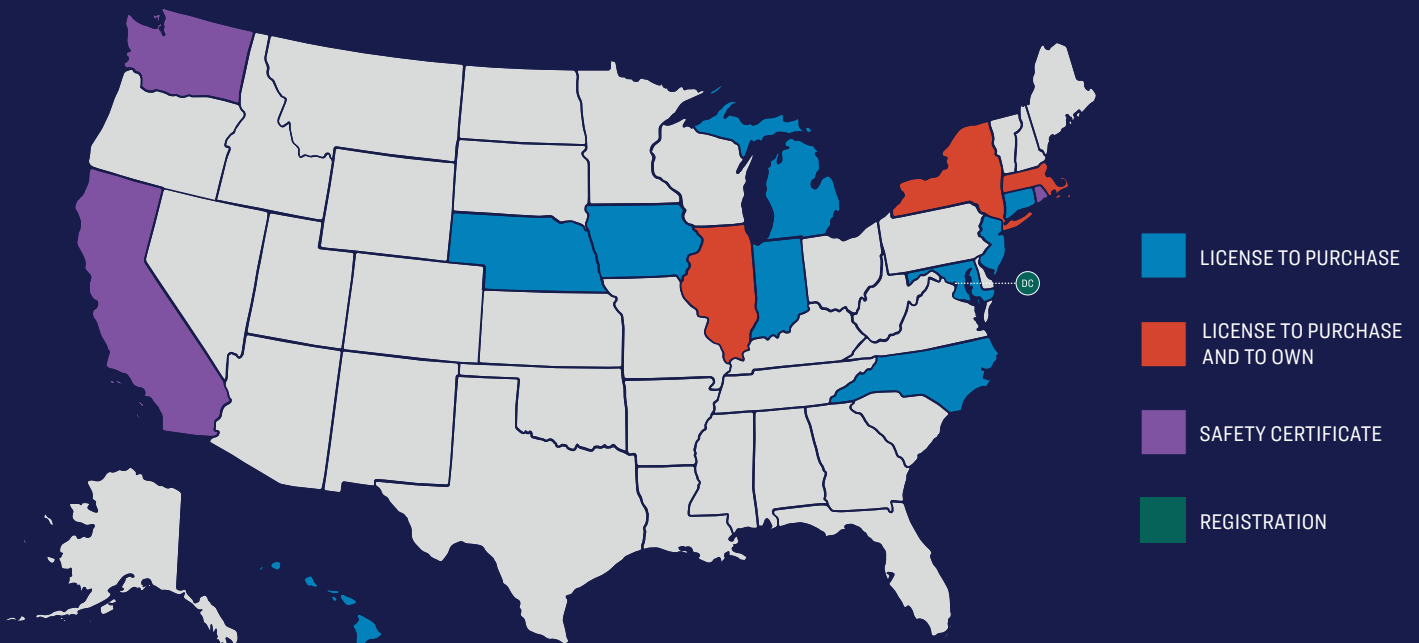 LICENSE TO PURCHASE
DC
LICENSE TO PURCHASE
AND TO OWN
SAFETY CERTIFICATE
REGISTRATION